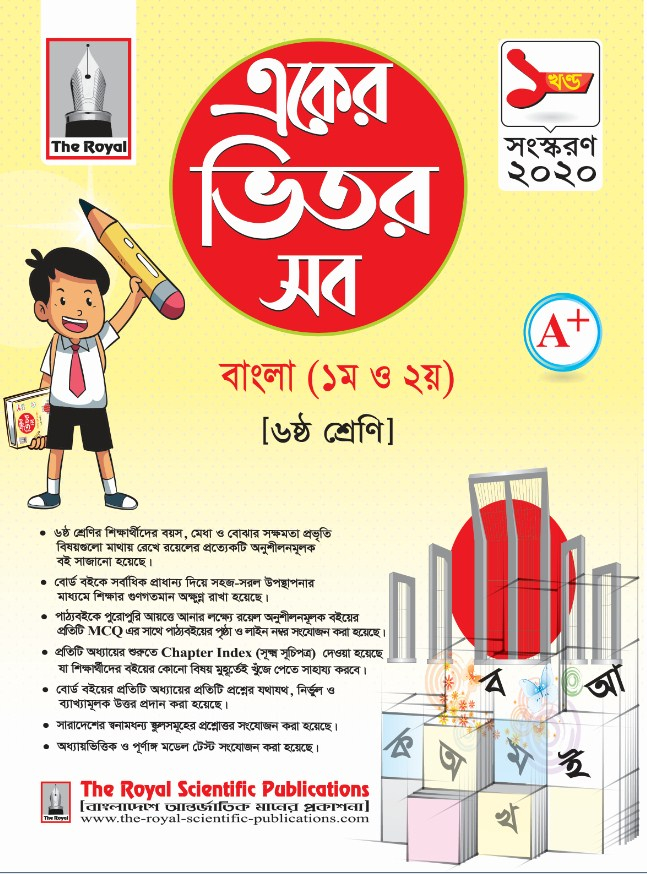 The Royal
একের
ভিতর
সব
১ খণ্ড
সংস্করণ
২০২০
A+
বাংলা (১ম ও ২য়)
[৬ষ্ঠ শ্রেণি]
• ৬ষ্ঠ শ্রেণির শিক্ষার্থীদের বয়স, মেধা ও বোঝার সক্ষমতা প্রভৃতি
বিষয়গুলো মাথায় রেখে রয়েলের প্রত্যেকটি অনুশীলনমূলক
বই সাজানো হয়েছে।
• বোর্ড বইকে সর্বাধিক প্রাধান্য দিয়ে সহজ-সরল উপস্থাপনার
মাধ্যমে শিক্ষার গুণগতমান অক্ষুণ্ন রাখা হয়েছে।
• পাঠ্যবইকে পুরোপুরি আয়ত্তে আনার লক্ষ্যে রয়েল অনুশীলনমূলক বইয়ের
প্রতিটি MCQ এর সাথে পাঠ্যবইয়ের পৃষ্ঠা ও লাইন নম্বর সংযোজন করা হয়েছে।
• প্রতিটি অধ্যায়ের শুরুতে Chapter Index (সূক্ষ্ম সূচিপত্র) দেওয়া হয়েছে
যা শিক্ষার্থীদের বইয়ের কোনো বিষয় মুহূর্তেই খুঁজে পেতে সাহায্য করবে।
• বোর্ড বইয়ের প্রতিটি অধ্যায়ের প্রতিটি প্রশ্নের যথাযথ, নির্ভুল ও
ব্যাখ্যামূলক উত্তর প্রদান করা হয়েছে।
• সারাদেশের স্বনামধন্য স্কুলসমূহের প্রশ্নোত্তর সংযোজন করা হয়েছে।
• অধ্যায়ভিত্তিক ও পূর্ণাঙ্গ মডেল টেস্ট সংযোজন করা হয়েছে।
ব আ
ক অ ম ই
খ
The Royal
The Royal Scientific Publications
[বাংলাদেশে আন্তর্জাতিক মানের প্রকাশনা]
www.the-royal-scientific-publications.com